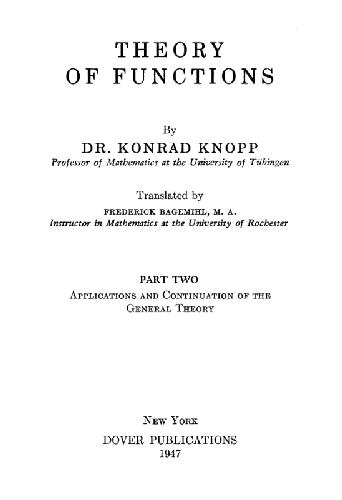 THEORY
OF FUNCTIONS
By
DR. KONRAD KNOPP
Professor of Mathematics at the University of Tübingen
Translated by
FREDERICK BAGEMIHL, M. A.
Instructor in Mathematics at the University of Rochester
PART TWO
APPLICATIONS AND CONTINUATION OF THE
GENERAL THEORY
NEW YORK
DOVER PUBLICATIONS
1947